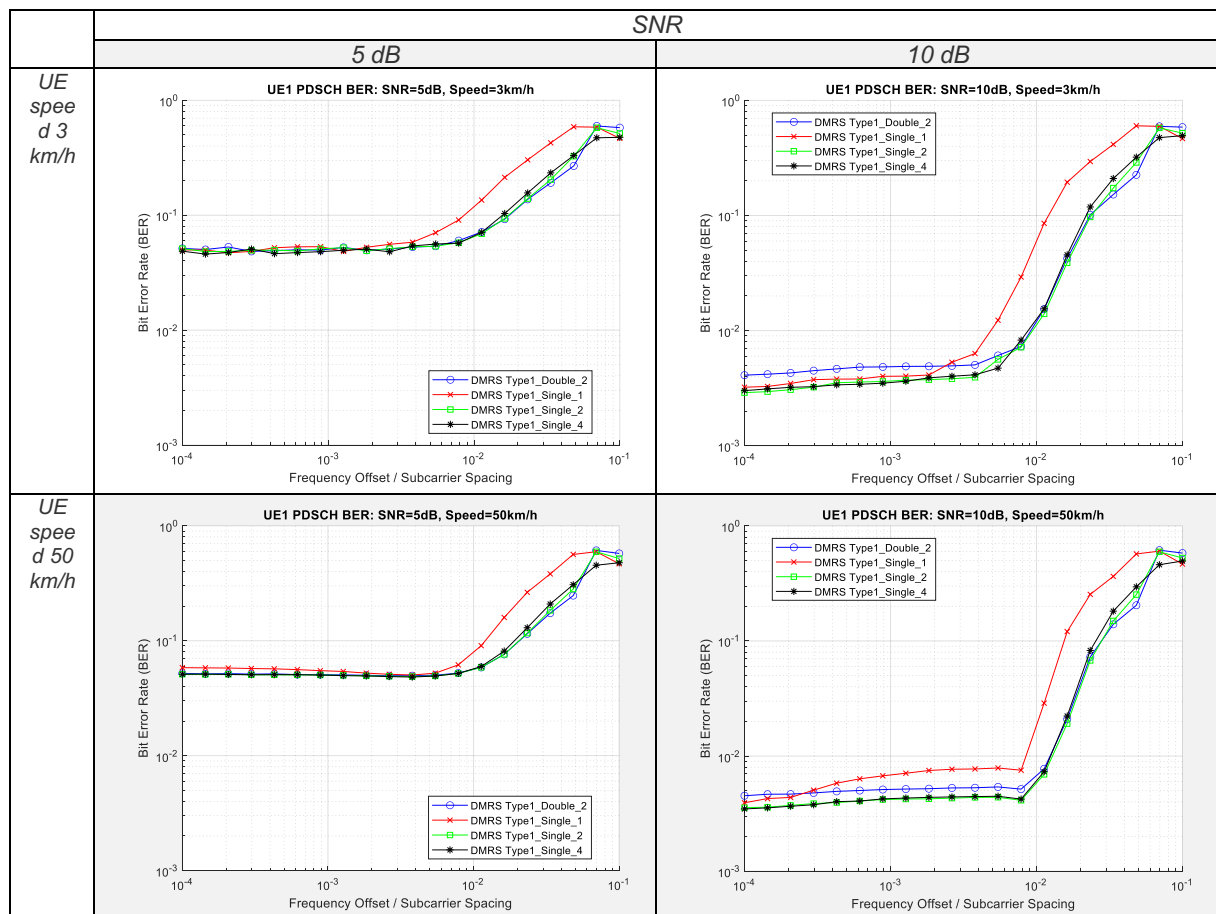 SNR
5 dB
10 dB
UE
spee
d 3
km/h
UE1 PDSCH BER: SNR=5dB, Speed=3km/h
10^0
10^-1
10^-2
10^-3
Bit Error Rate (BER)
DMRS Type1_Double_2
DMRS Type1_Single_1
DMRS Type1_Single_2
DMRS Type1_Single_4
10^-4
10^-3
10^-2
10^-1
Frequency Offset / Subcarrier Spacing
UE1 PDSCH BER: SNR=10dB, Speed=3km/h
10^0
10^-1
10^-2
10^-3
Bit Error Rate (BER)
DMRS Type1_Double_2
DMRS Type1_Single_1
DMRS Type1_Single_2
DMRS Type1_Single_4
10^-4
10^-3
10^-2
10^-1
Frequency Offset / Subcarrier Spacing
UE
spee
d 50
km/h
UE1 PDSCH BER: SNR=5dB, Speed=50km/h
10^0
10^-1
10^-2
10^-3
Bit Error Rate (BER)
DMRS Type1_Double_2
DMRS Type1_Single_1
DMRS Type1_Single_2
DMRS Type1_Single_4
10^-4
10^-3
10^-2
10^-1
Frequency Offset / Subcarrier Spacing
UE1 PDSCH BER: SNR=10dB, Speed=50km/h
10^0
10^-1
10^-2
10^-3
Bit Error Rate (BER)
DMRS Type1_Double_2
DMRS Type1_Single_1
DMRS Type1_Single_2
DMRS Type1_Single_4
10^-4
10^-3
10^-2
10^-1
Frequency Offset / Subcarrier Spacing